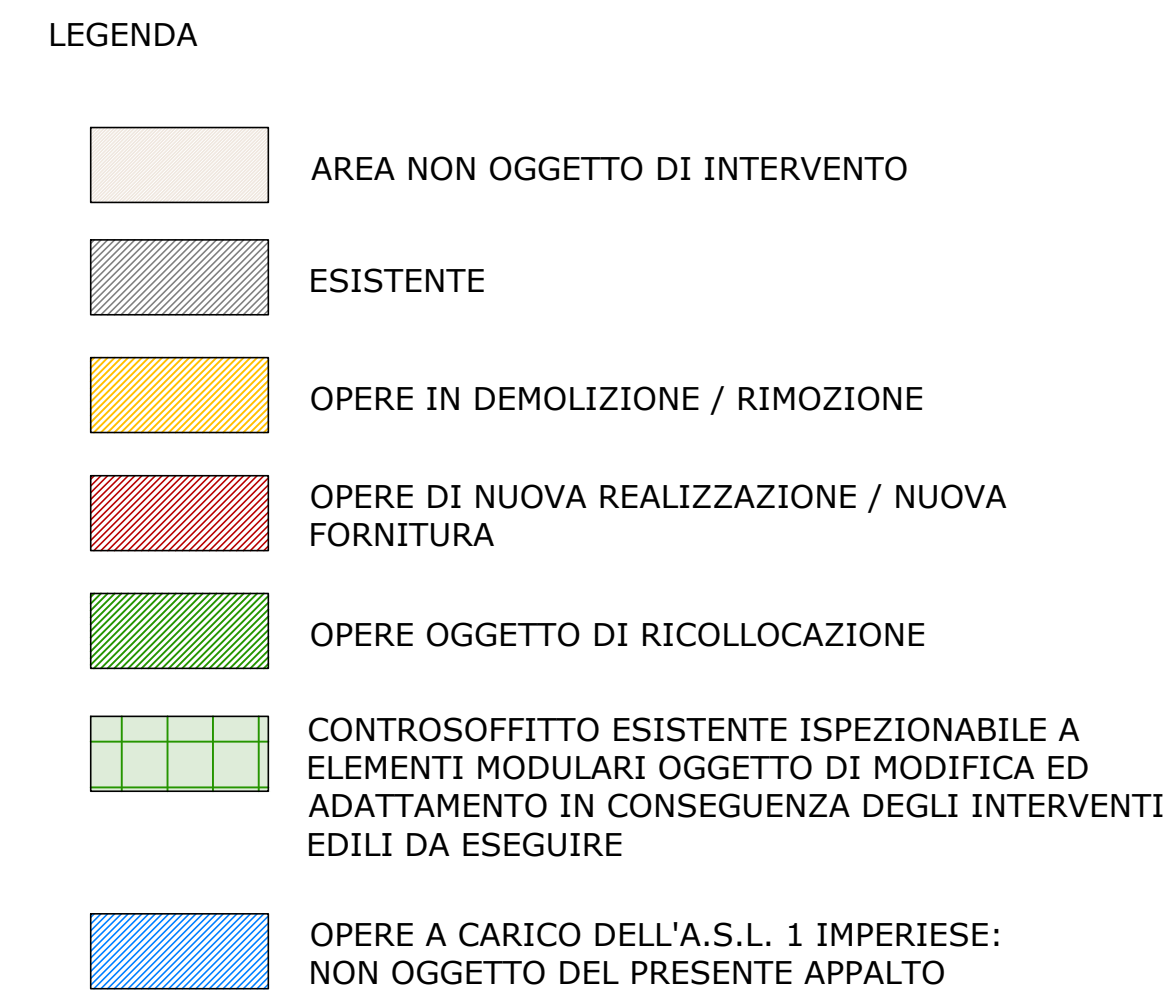 LEGENDA
AREA NON OGGETTO DI INTERVENTO
ESISTENTE
OPERE IN DEMOLIZIONE / RIMOZIONE
OPERE DI NUOVA REALIZZAZIONE / NUOVA
FORNITURA
OPERE OGGETTO DI RICOLLOCAZIONE
CONTROSOFFITTO ESISTENTE ISPEZIONABILE A
ELEMENTI MODULARI OGGETTO DI MODIFICA ED
ADATTAMENTO IN CONSEGUENZA DEGLI INTERVENTI
EDILI DA ESEGUIRE
OPERE A CARICO DELL'A.S.L. 1 IMPERIESE:
NON OGGETTO DEL PRESENTE APPALTO